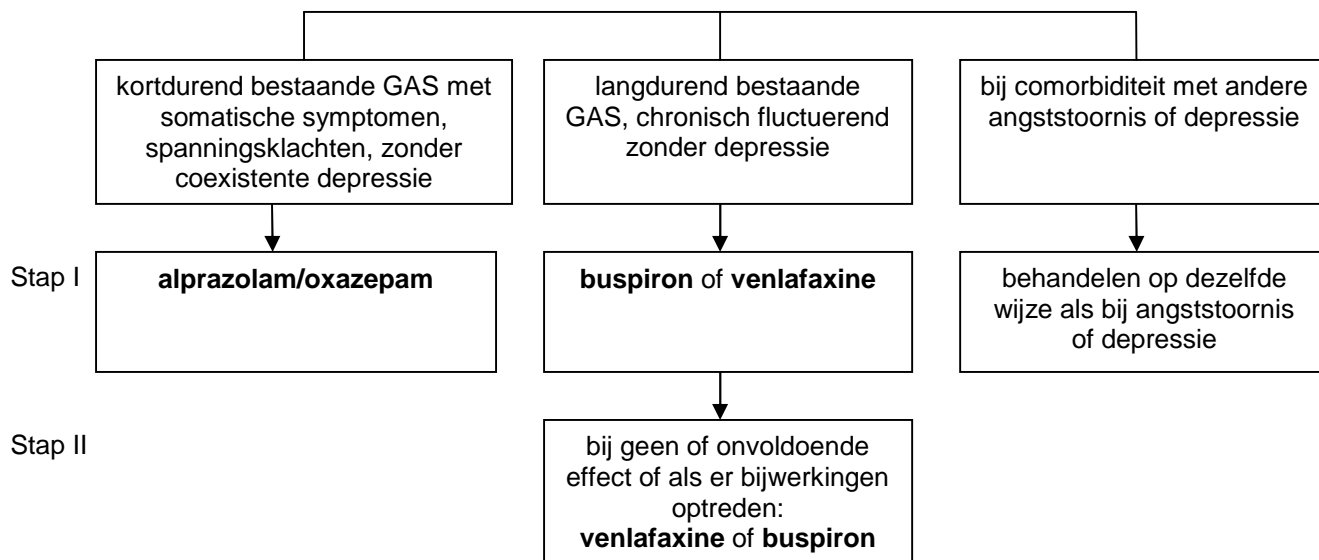 kortdurend bestaande GAS met
somatische symptomen,
spanningsklachten, zonder
coexistente depressie
langdurend bestaande
GAS, chronisch fluctuerend
zonder depressie
bij comorbiditeit met andere
angststoornis of depressie
Stap I
alprazolam/oxazepam
buspiron of venlafaxine
behandelen op dezelfde
wijze als bij angststoornis
of depressie
Stap II
bij geen of onvoldoende
effect of als er bijwerkingen
optreden:
venlafaxine of buspiron